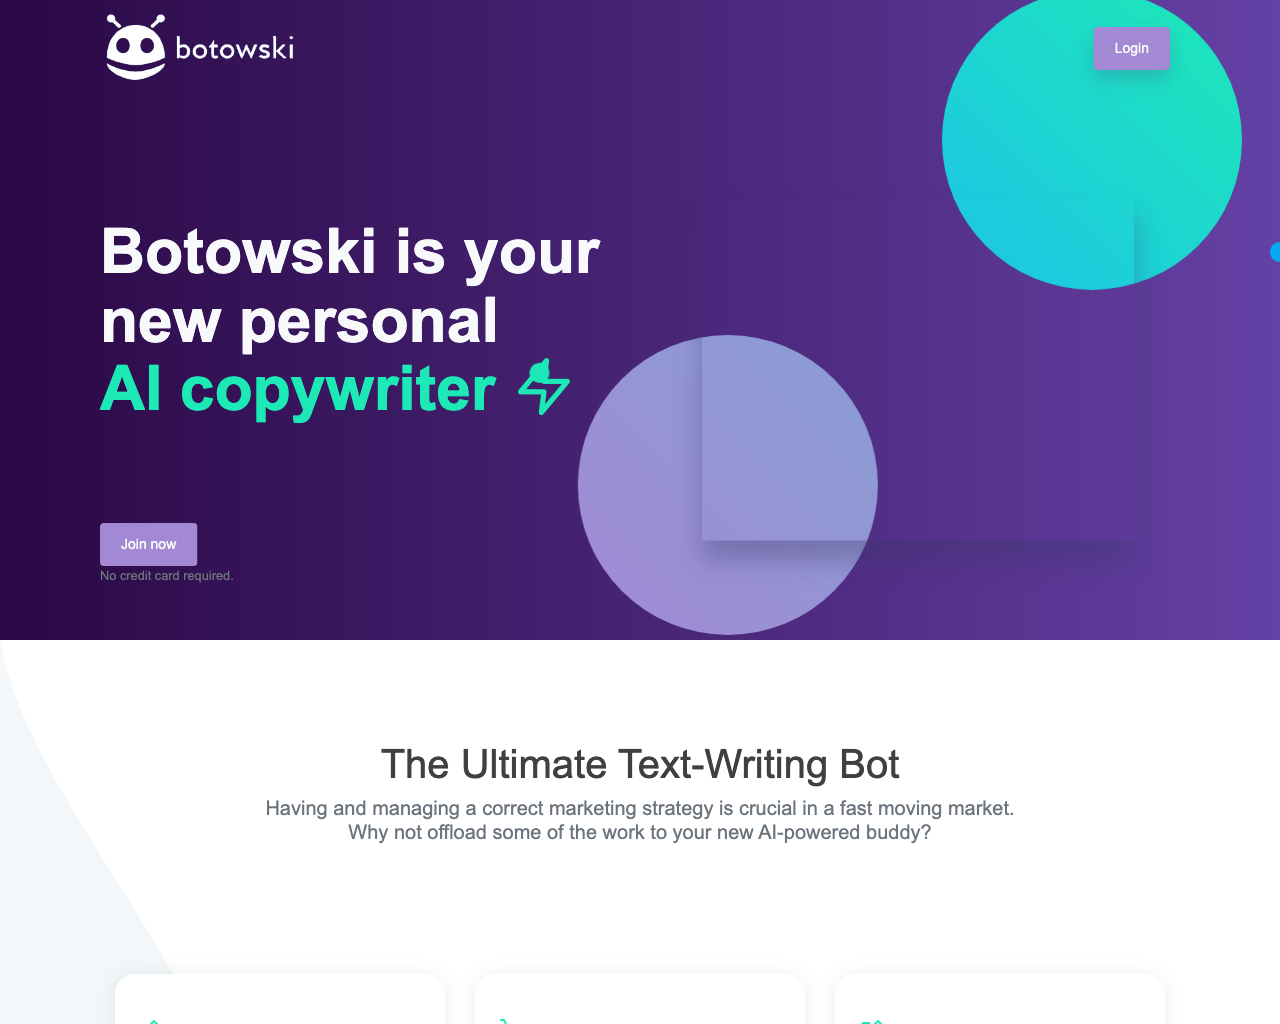 botowski
Login
Botowski is your
new personal
AI copywriter
Join now
No credit card required.
The Ultimate Text-Writing Bot
Having and managing a correct marketing strategy is crucial in a fast moving market.
Why not offload some of the work to your new AI-powered buddy?